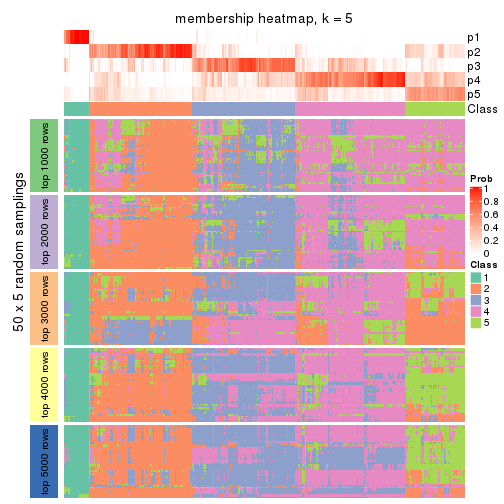 membership heatmap, k = 5
p1
p2
p3
p4
p5
Class
50 x 5 random samplings
top 1000 rows
top 2000 rows
top 3000 rows
top 4000 rows
top 5000 rows
Prob
1
0.8
0.6
0.4
0.2
0
Class
1
2
3
4
5